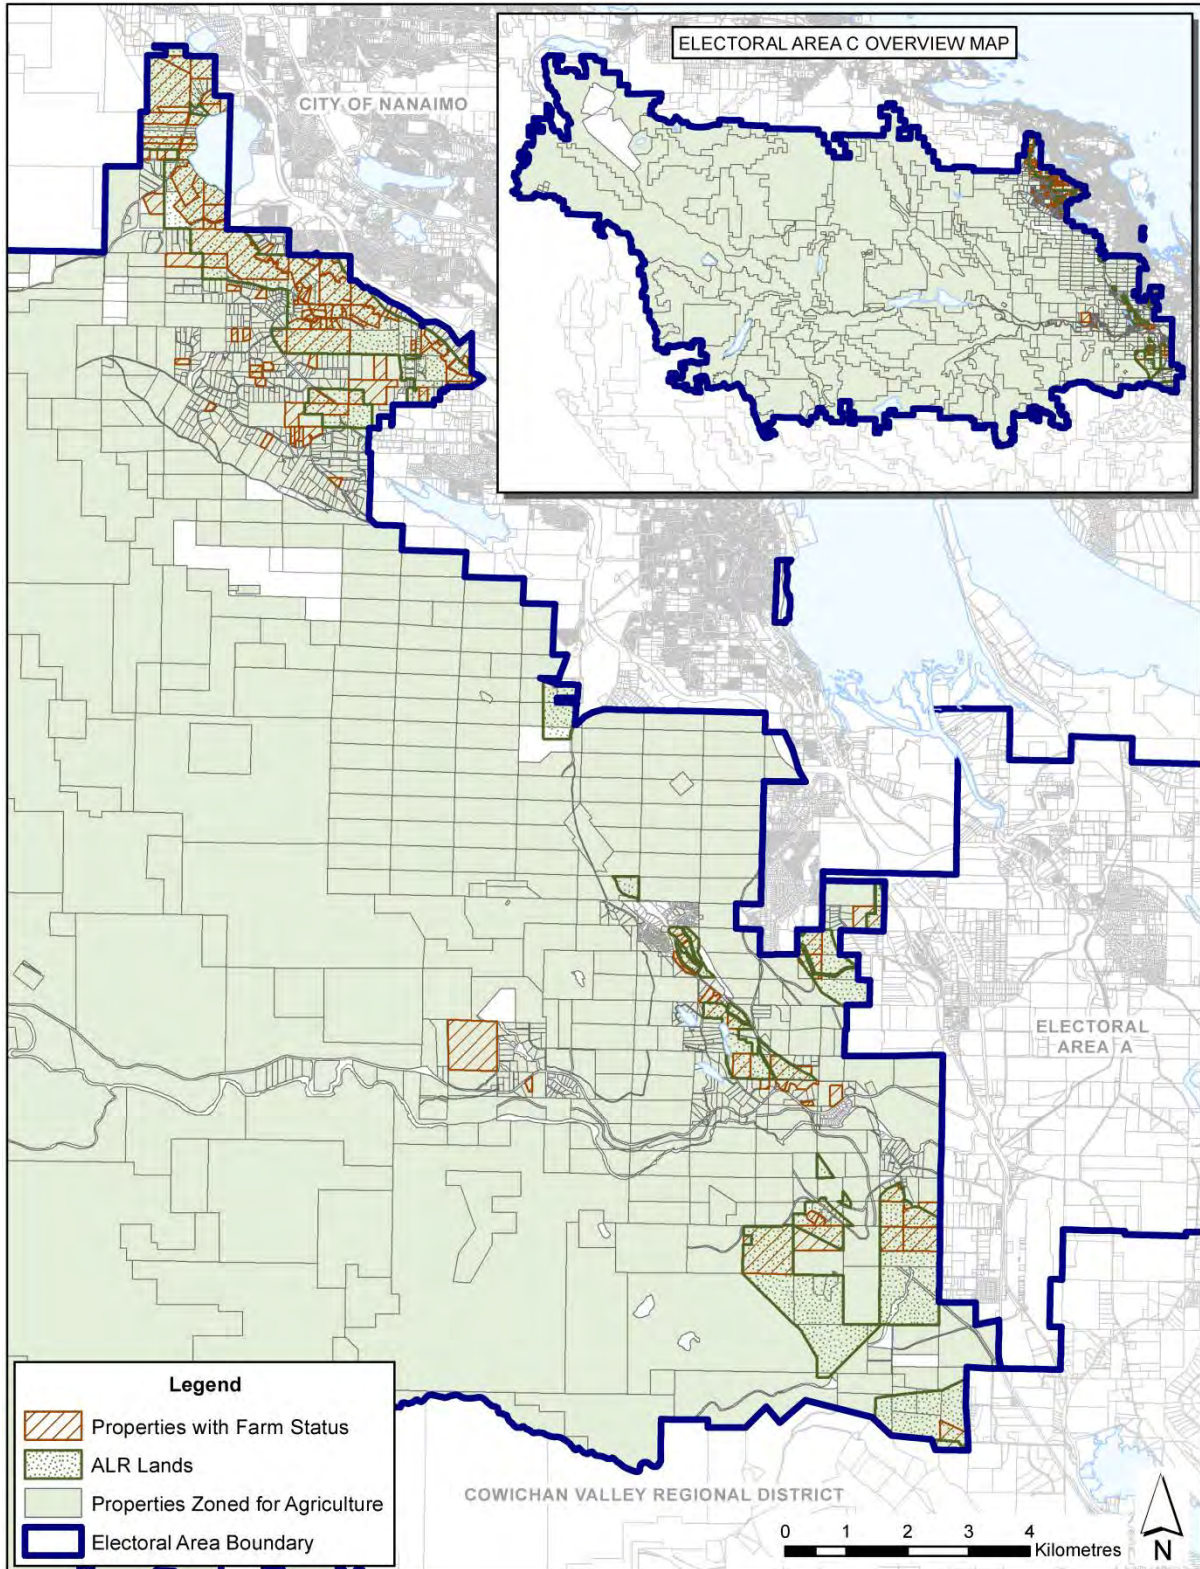 ELECTORAL AREA C OVERVIEW MAP
CITY OF NANAIMO
ELECTORAL
AREA A
Legend
Properties with Farm Status
ALR Lands
Properties Zoned for Agriculture
Electoral Area Boundary
COWICHAN VALLEY REGIONAL DISTRICT
0 1 2 3 4
Kilometres
N